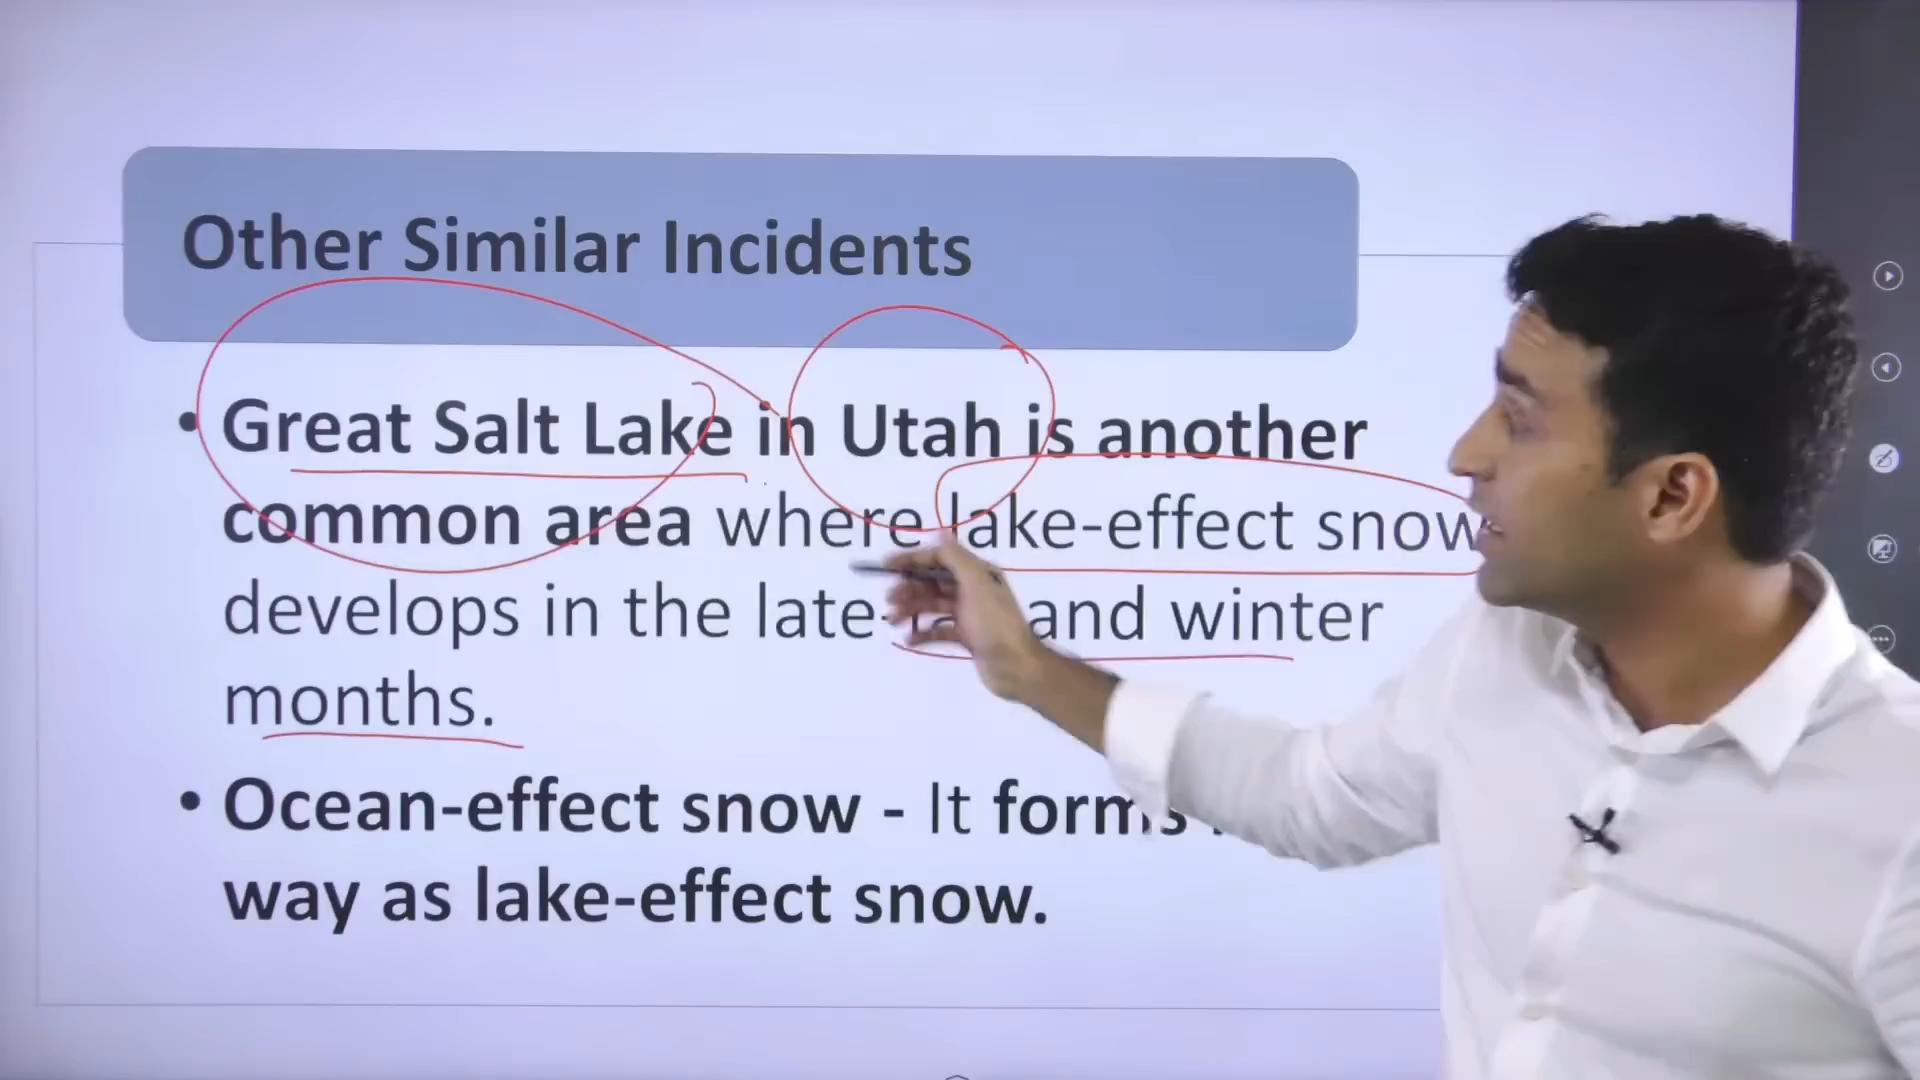 Other Similar Incidents
• Great Salt Lake in Utah is another
common area where lake-effect snow
develops in the late- and winter
months.
• Ocean-effect snow - It forms
way as lake-effect snow.